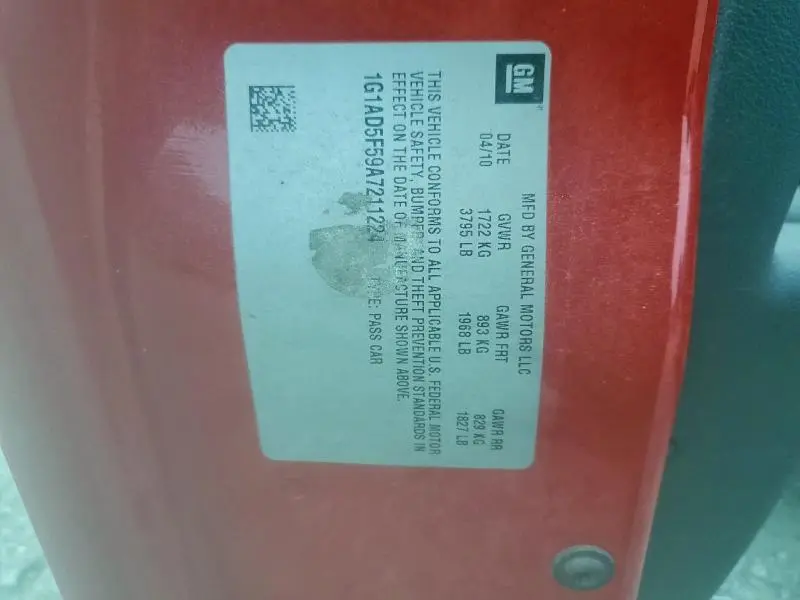 GM
MFD BY GENERAL MOTORS LLC
DATE GVWR GAWR FRT GAWR RR
04/10 1722 KG 893 KG 829 KG
3795 LB 1968 LB 1827 LB
THIS VEHICLE CONFORMS TO ALL APPLICABLE U.S. FEDERAL MOTOR
VEHICLE SAFETY, BUMPER, AND THEFT PREVENTION STANDARDS IN
EFFECT ON THE DATE OF MANUFACTURE SHOWN ABOVE.
1G1AD5F59A7211224 TYPE: PASS CAR